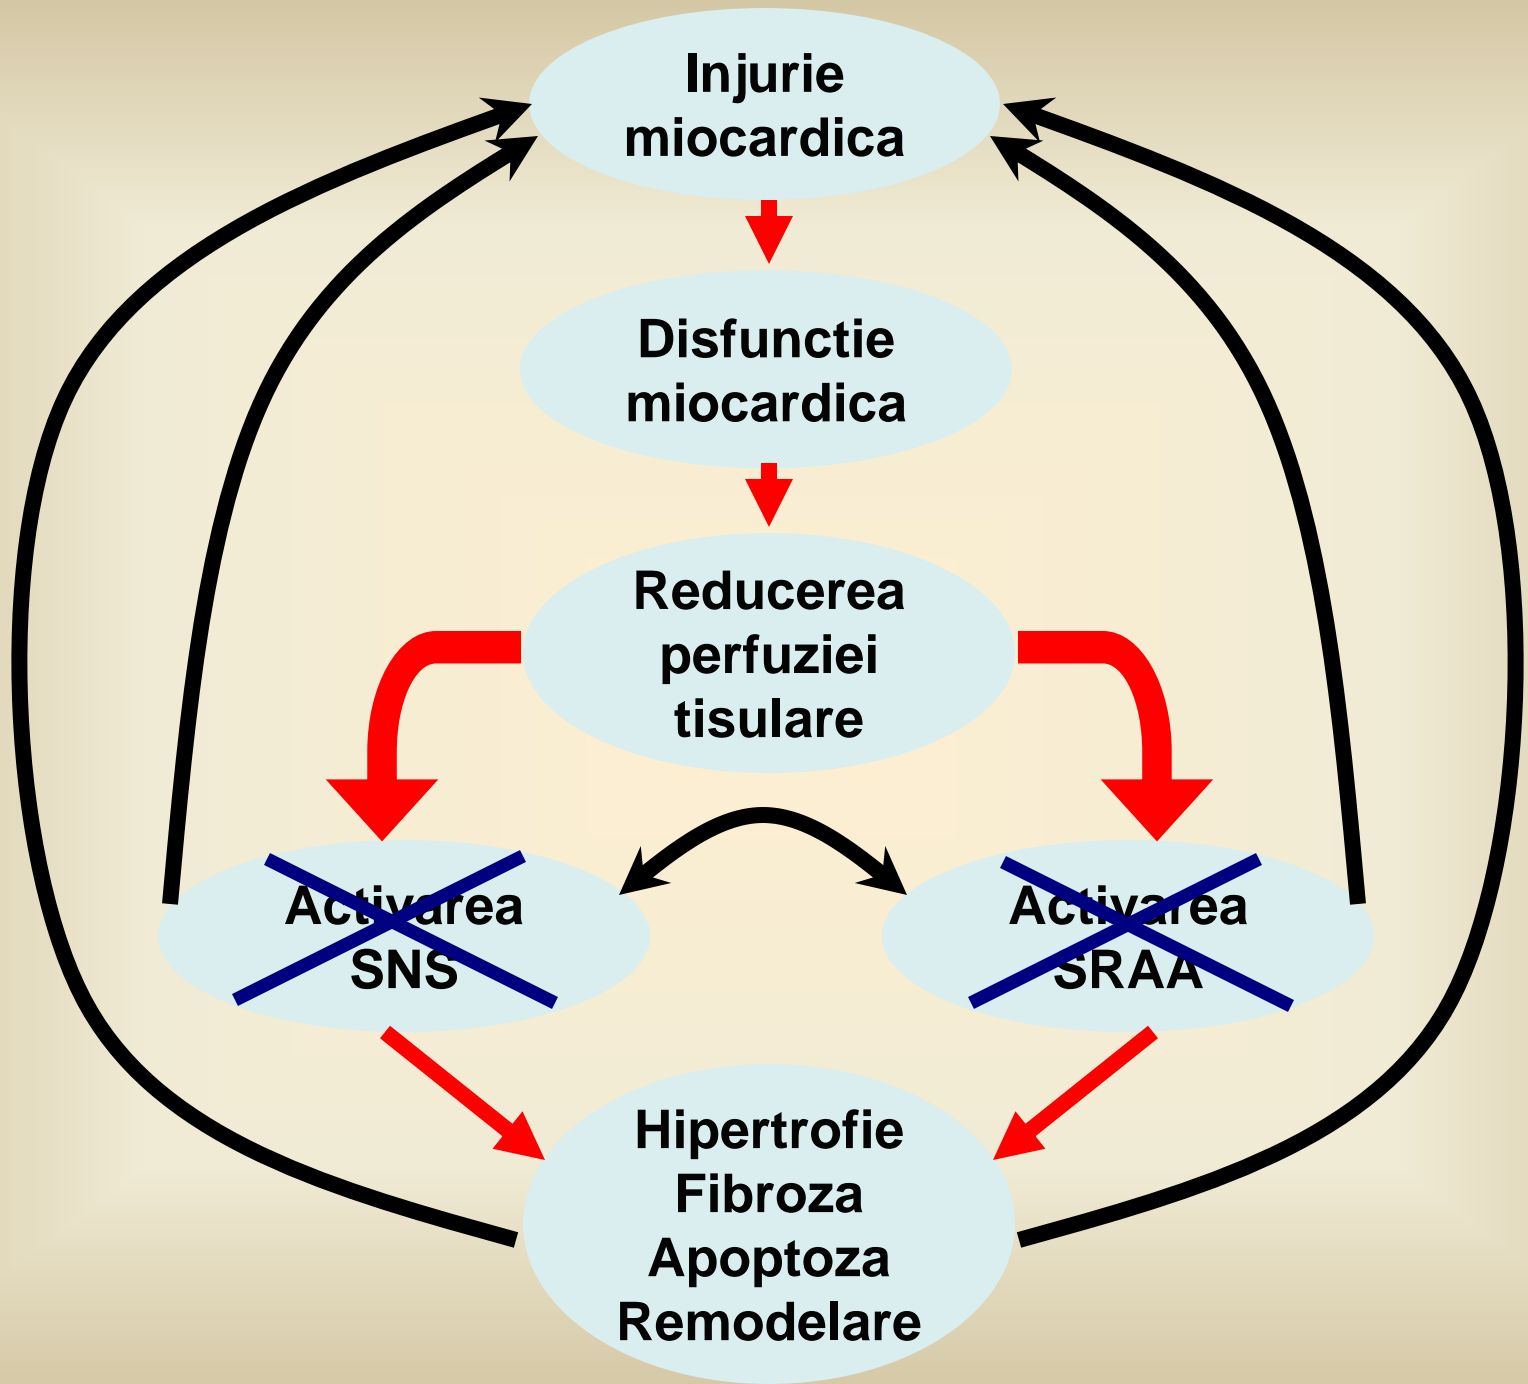 Injurie
miocardica
Disfunctie
miocardica
Reducerea
perfuziei
tisulare
Activarea
SNS
Activarea
SRAA
Hipertrofie
Fibroza
Apoptoza
Remodelare